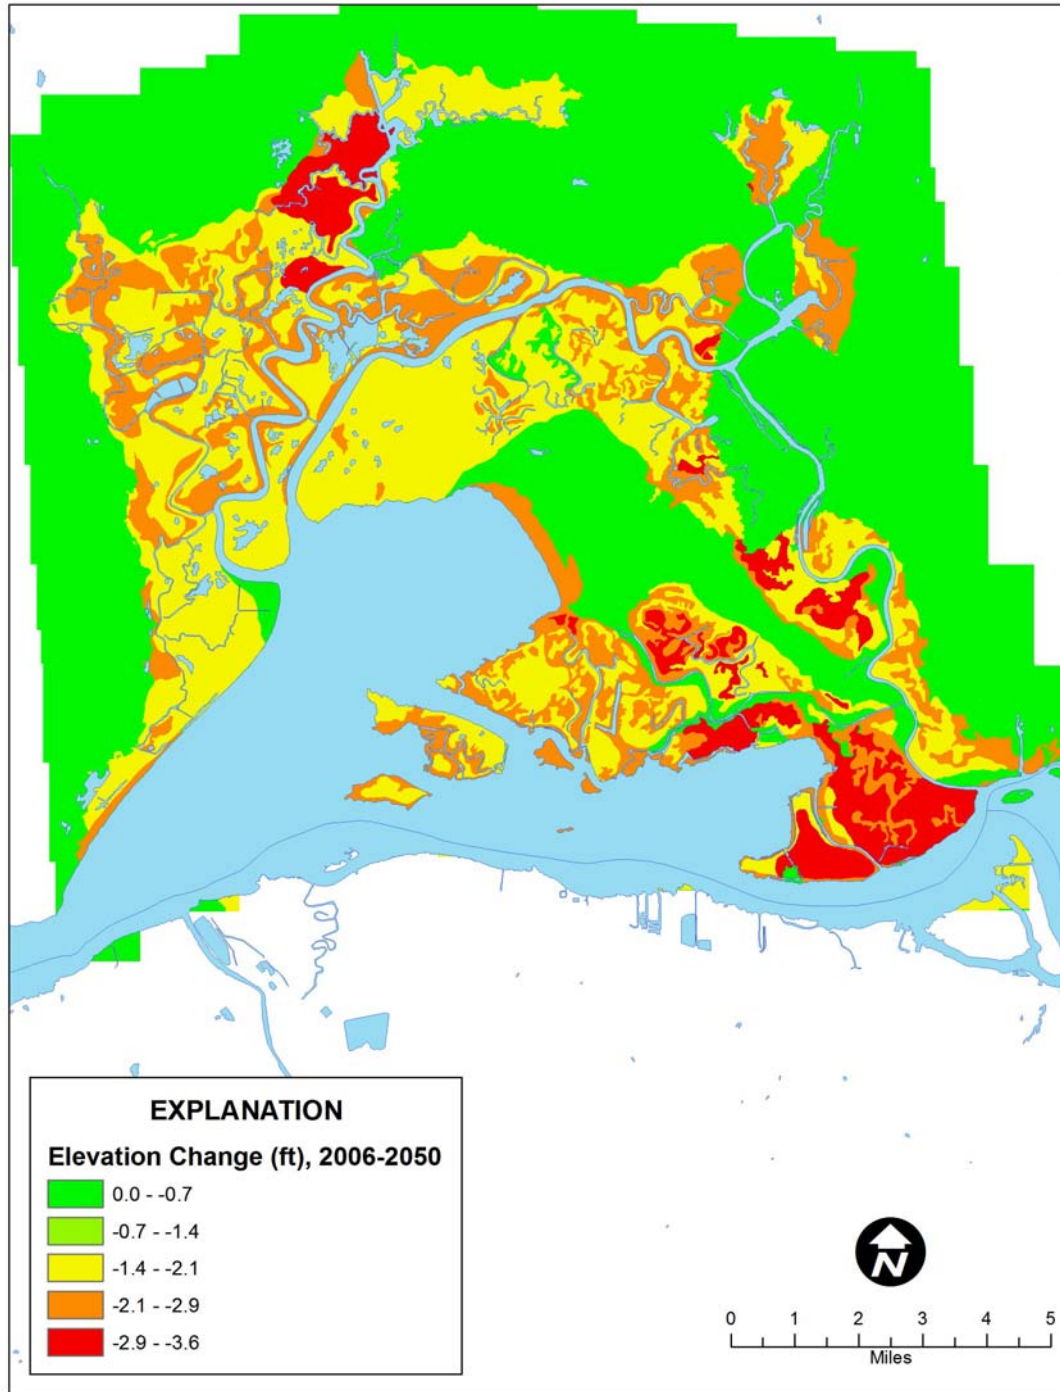 EXPLANATION
Elevation Change (ft), 2006-2050
0.0 - -0.7
-0.7 - -1.4
-1.4 - -2.1
-2.1 - -2.9
-2.9 - -3.6
N
0 1 2 3 4 5
Miles